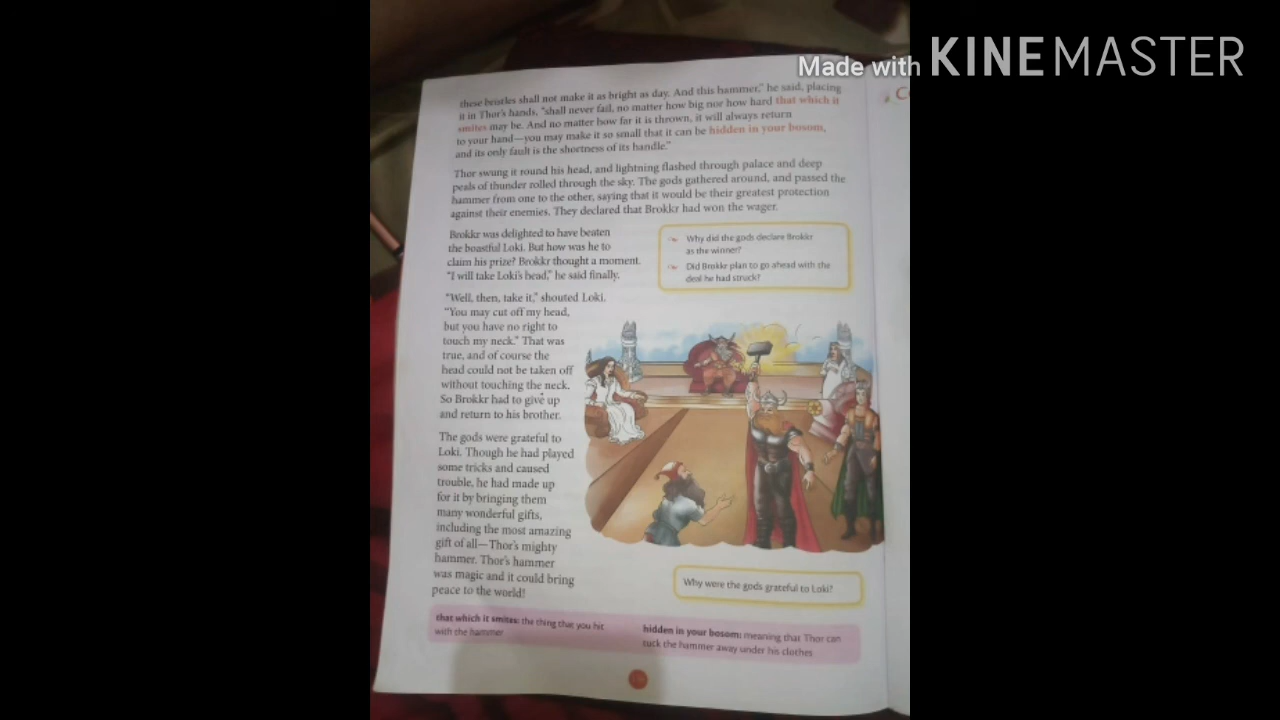 Made with KINEMASTER
these bristles shall not make it as bright as day. And this hammer," he said, placing
it in Thor's hands, "shall never fail, no matter how big nor how hard that which it
smites may be. And no matter how far it is thrown, it will always return
to your hand—you may make it so small that it can be hidden in your bosom,
and its only fault is the shortness of its handle."
Thor swung it round his head, and lightning flashed through palace and deep
peals of thunder rolled through the sky. The gods gathered around, and passed the
hammer from one to the other, saying that it would be their greatest protection
against their enemies. They declared that Brokkr had won the wager.
Brokkr was delighted to have beaten
the boastful Loki. But how was he to
claim his prize? Brokkr thought a moment.
"I will take Loki's head," he said finally.
Why did the gods declare Brokkr
as the winner?
Did Brokkr plan to go ahead with the
deal he had struck?
"Well, then, take it," shouted Loki.
"You may cut off my head,
but you have no right to
touch my neck." That was
true, and of course the
head could not be taken off
without touching the neck.
So Brokkr had to give up
and return to his brother.
The gods were grateful to
Loki. Though he had played
some tricks and caused
trouble, he had made up
for it by bringing them
many wonderful gifts,
including the most amazing
gift of all—Thor's mighty
hammer. Thor's hammer
was magic and it could bring
peace to the world!
Why were the gods grateful to Loki?
that which it smites: the thing that you hit
with the hammer
hidden in your bosom: meaning that Thor can
tuck the hammer away under his clothes